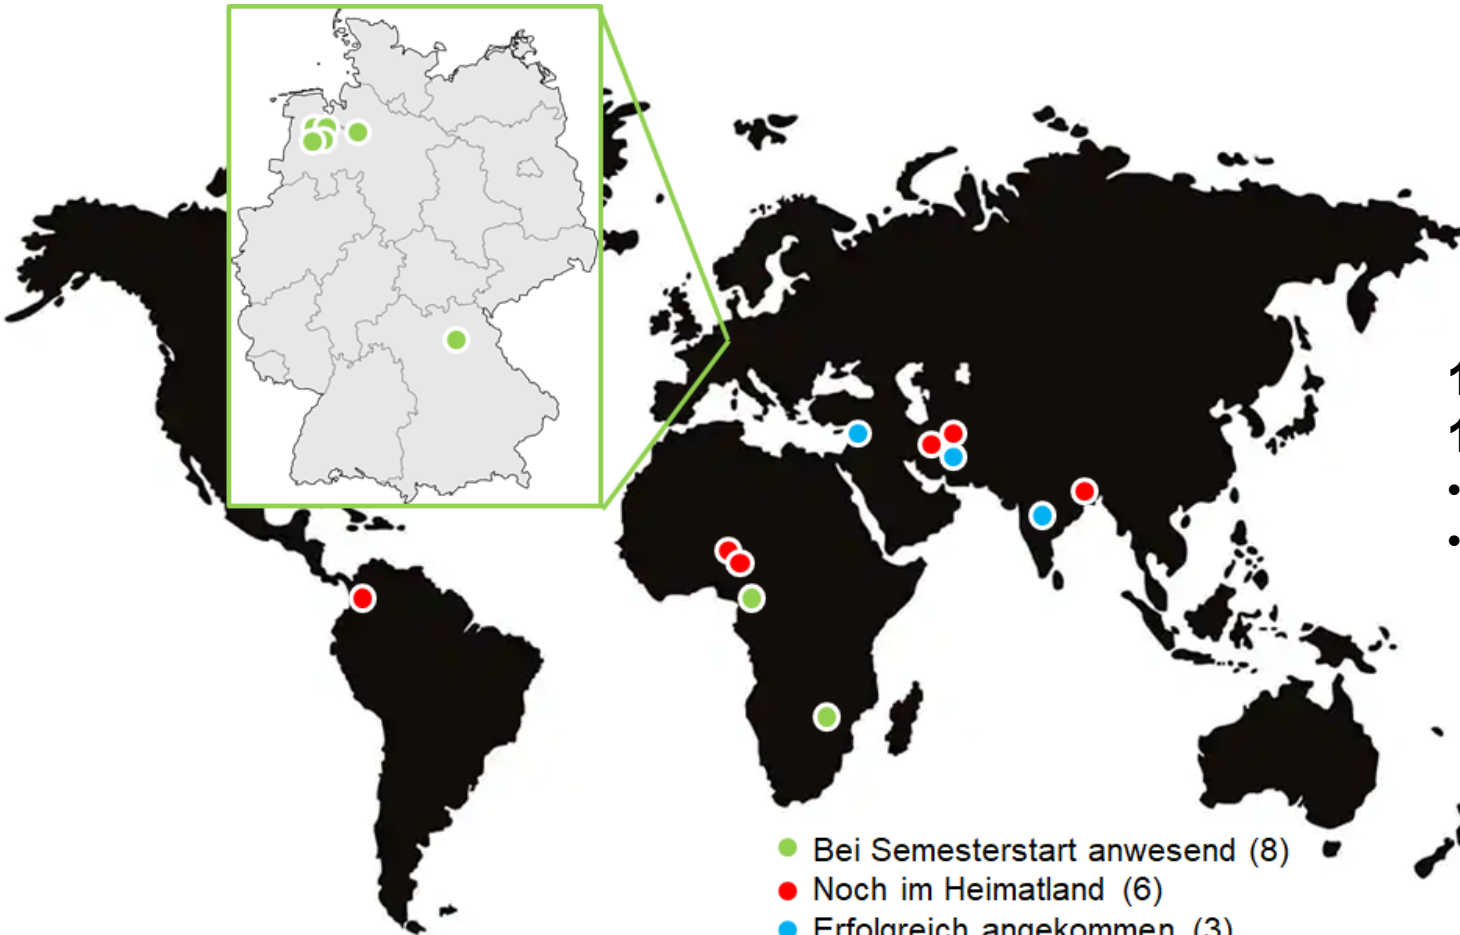 Bei Semesterstart anwesend (8)
Noch im Heimatland (6)
Erfolgreich angekommen (3)